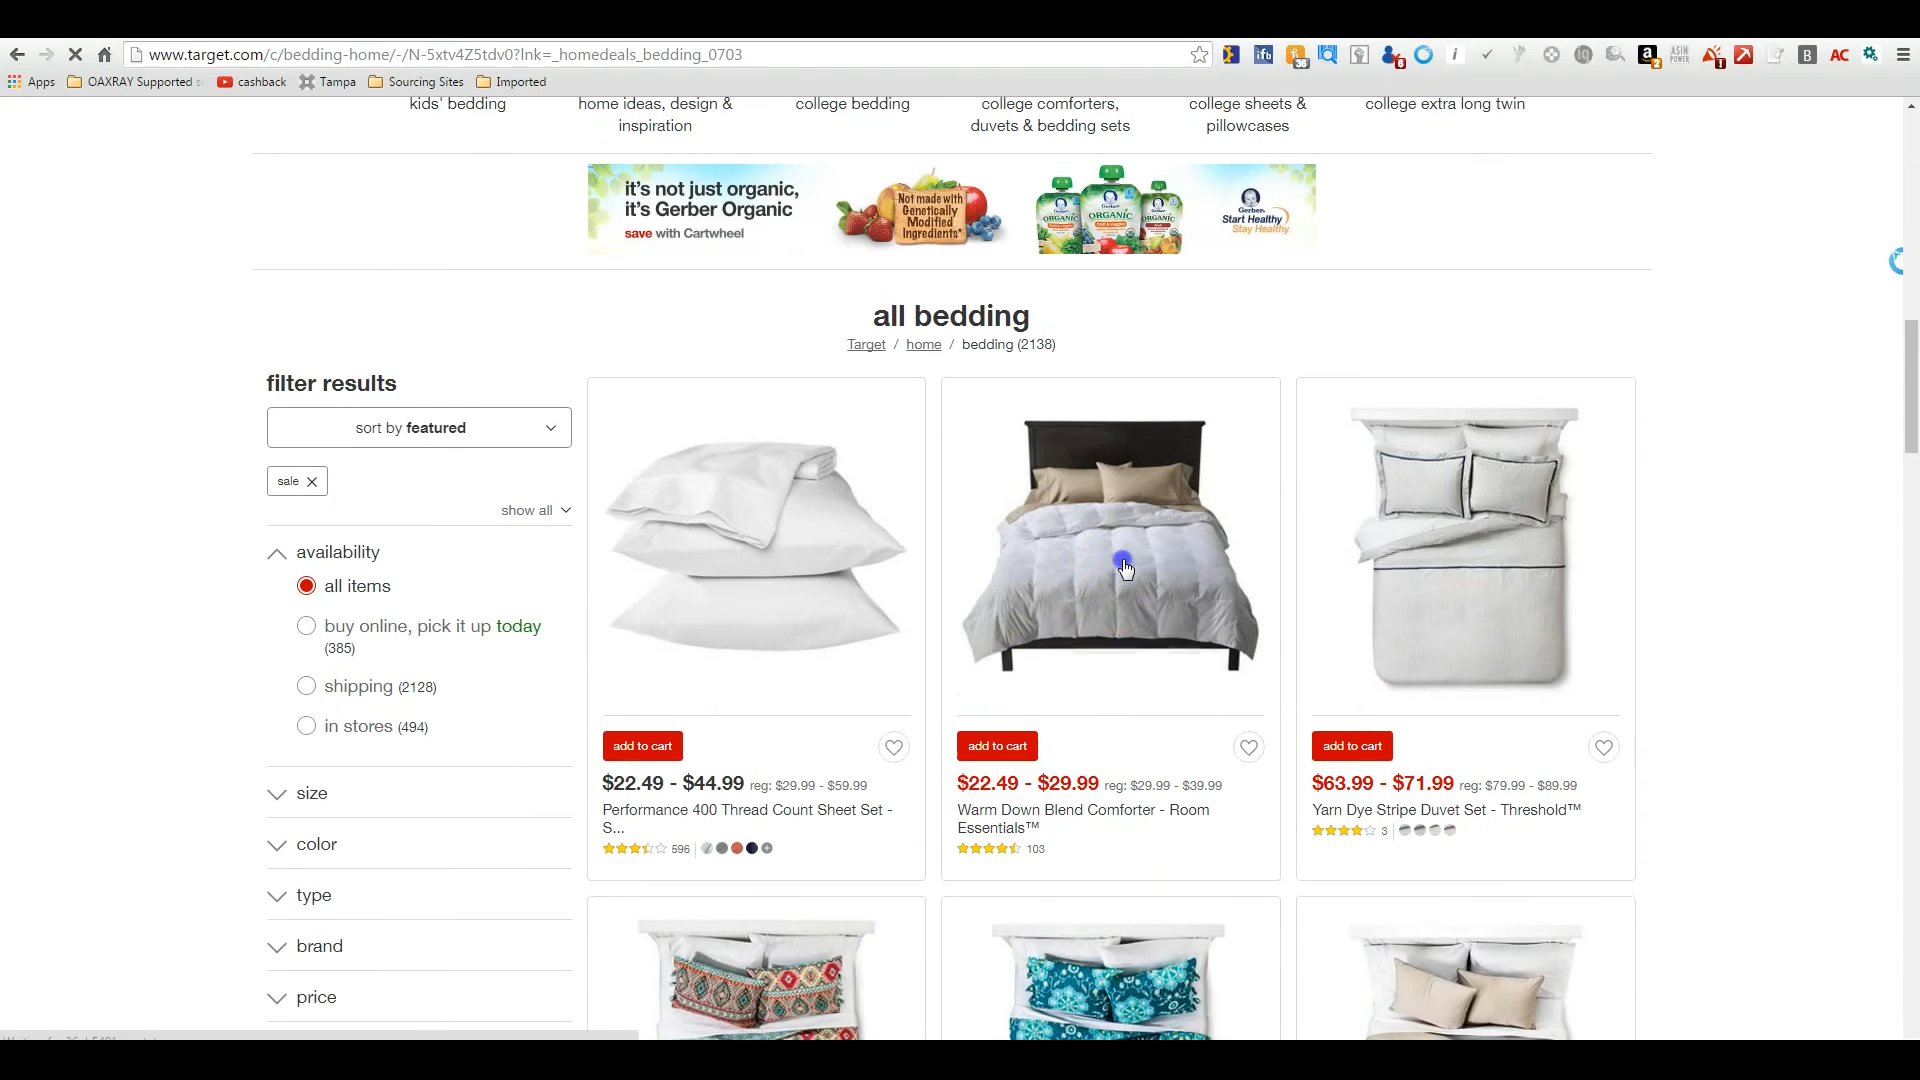 www.target.com/c/bedding-home/-/N-5xtv4Z5tdv0?lnk=_homedeals_bedding_0703
Apps
OAXRAY Supported
cashback
Tampa
Sourcing Sites
Imported
kids' bedding
home ideas, design &
inspiration
college bedding
college comforters,
duvets & bedding sets
college sheets &
pillowcases
college extra long twin
it's not just organic,
it's Gerber Organic
save with Cartwheel
Not made with
Genetically
Modified
Ingredients*
ORGANIC
ORGANIC
ORGANIC
Gerber
Start Healthy
Stay Healthy
all bedding
Target / home / bedding (2138)
filter results
sort by featured
sale
show all
availability
all items
buy online, pick it up today
(385)
shipping (2128)
in stores (494)
size
color
type
brand
price
add to cart
$22.49 - $44.99 reg: $29.99 - $59.99
Performance 400 Thread Count Sheet Set -
S...
596
add to cart
$22.49 - $29.99 reg: $29.99 - $39.99
Warm Down Blend Comforter - Room
Essentials™
103
add to cart
$63.99 - $71.99 reg: $79.99 - $89.99
Yarn Dye Stripe Duvet Set - Threshold™
3